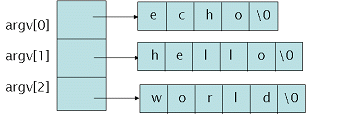 argv[0] e c h o \0
argv[1] h e l l o \0
argv[2] w o r l d \0